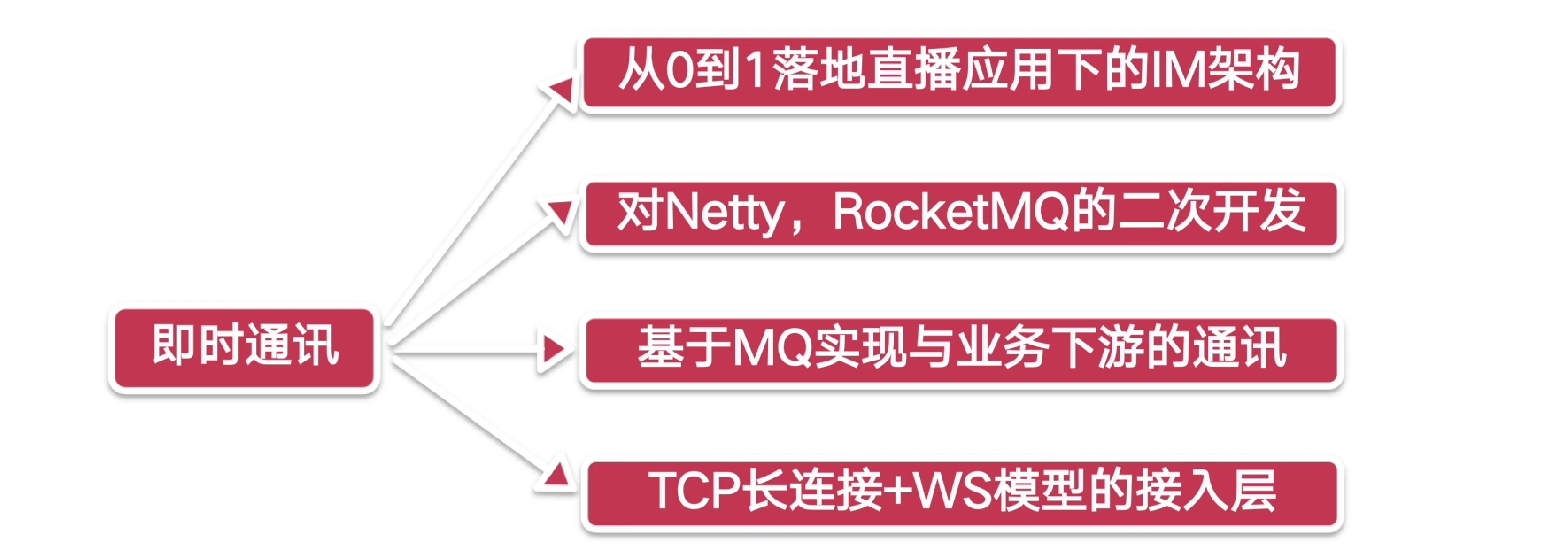 从0到1落地直播应用下的IM架构
对Netty，RocketMQ的二次开发
即时通讯
基于MQ实现与业务下游的通讯
TCP长连接+WS模型的接入层